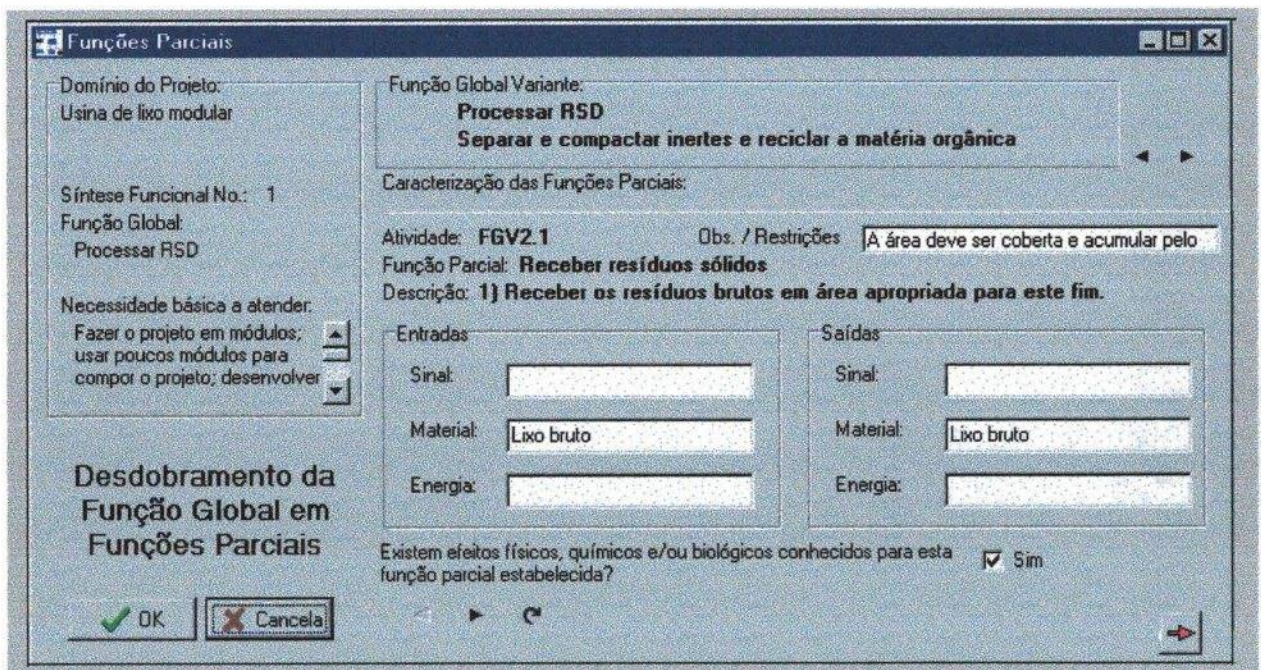 Funções Parciais
Domínio do Projeto:
Usina de lixo modular
Síntese Funcional No.: 1
Função Global:
Processar RSD
Necessidade básica a atender:
Fazer o projeto em módulos;
usar poucos módulos para
compor o projeto; desenvolver
Desdobramento da
Função Global em
Funções Parciais
OK
Cancela
Função Global Variante:
Processar RSD
Separar e compactar inertes e reciclar a matéria orgânica
Caracterização das Funções Parciais:
Atividade: FGV2.1 Obs. / Restrições A área deve ser coberta e acumular pelo
Função Parcial: Receber resíduos sólidos
Descrição: 1) Receber os resíduos brutos em área apropriada para este fim.
Entradas
Sinal:
Material: Lixo bruto
Energia:
Saídas
Sinal:
Material: Lixo bruto
Energia:
Existem efeitos físicos, químicos e/ou biológicos conhecidos para esta
função parcial estabelecida?
Sim